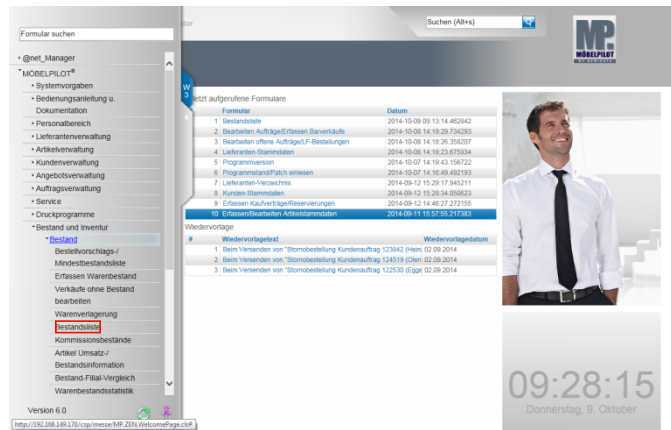 Formular suchen
Suchen (Alt+s)
MP.
MÖBELPILOT
@net_Manager
MÖBELPILOT®
Systemvorgaben
Bedienungsanleitung u.
Dokumentation
Personalbereich
Lieferantenverwaltung
Artikelverwaltung
Kundenverwaltung
Angebotsverwaltung
Auftragsverwaltung
Service
Druckprogramme
Bestand und Inventur
Bestand
Bestellvorschlags-/
Mindestbestandsliste
Erfassen Warenbestand
Verkäufe ohne Bestand
bearbeiten
Warenverlagerung
Bestandsliste
Kommissionsbestände
Artikel Umsatz-/
Bestandsinformation
Bestand-Filial-Vergleich
Warenbestandsstatistik
Version 6.0
http://192.168.149.170/csp/messe/MP.ZEN.WelcomePage.cls#
W
3
etzt aufgerufene Formulare
Formular Datum
1 Bestandsliste 2014-10-09 09:13:14.462842
2 Bearbeiten Aufträge/Erfassen Barverkäufe 2014-10-08 14:19:29.734293
3 Bearbeiten offene Aufträge/LF-Bestellungen 2014-10-08 14:18:26.358207
4 Lieferanten-Stammdaten 2014-10-08 14:18:23.675934
5 Programmversion 2014-10-07 14:19:43.156722
6 Programmstand/Patch einlesen 2014-10-07 14:16:49.492193
7 Lieferanten-Verzeichnis 2014-09-12 15:29:17.945211
8 Kunden-Stammdaten 2014-09-12 15:29:34.050623
9 Erfassen Kaufverträge/Reservierungen 2014-09-12 14:46:27.272155
10 Erfassen/Bearbeiten Artikelstammdaten 2014-09-11 15:57:55.217383
Wiedervorlage
# Wiedervorlagetext Wiedervorlagedatum
1 Beim Versenden von "Stornobestellung Kundenauftrag 123842 (Hein 02.09.2014
2 Beim Versenden von "Stornobestellung Kundenauftrag 124519 (Olen 02.09.2014
3 Beim Versenden von "Stornobestellung Kundenauftrag 122530 (Egge 02.09.2014
09:28:15
Donnerstag, 9. Oktober